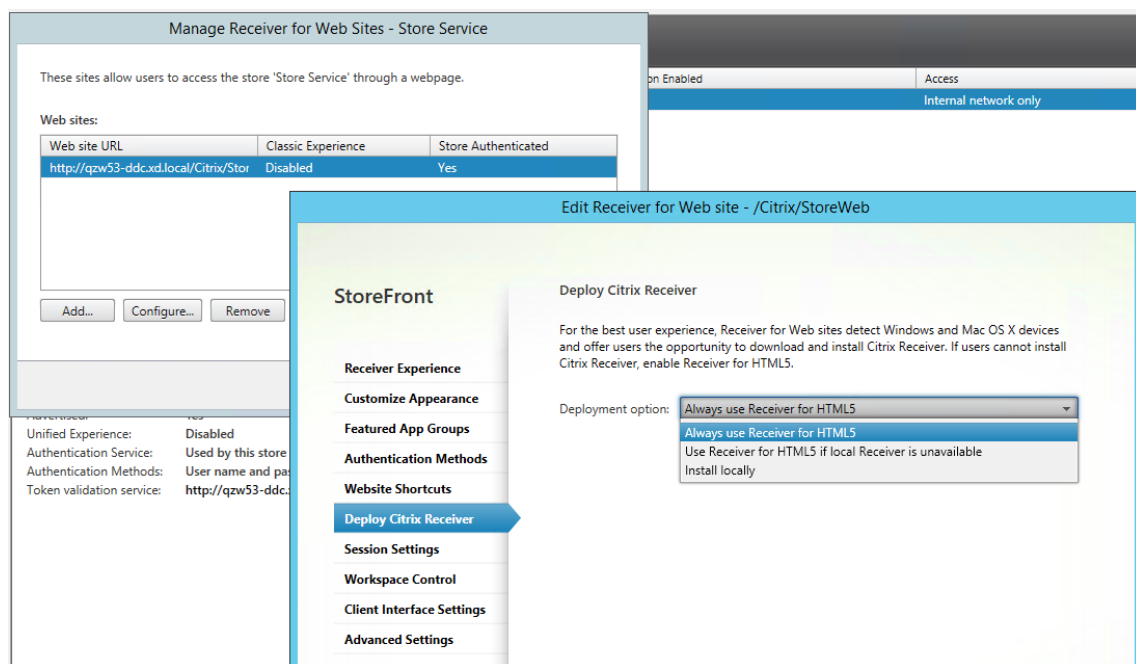 Manage Receiver for Web Sites - Store Service
These sites allow users to access the store 'Store Service' through a webpage.
Web sites:
Web site URL Classic Experience Store Authenticated
http://qzw53-ddc.xd.local/Citrix/Stor Disabled Yes
Add... Configure... Remove
on Enabled Access
Internal network only
Unified Experience: Disabled
Authentication Service: Used by this store
Authentication Methods: User name and pas
Token validation service: http://qzw53-ddc.
Edit Receiver for Web site - /Citrix/StoreWeb
StoreFront
Receiver Experience
Customize Appearance
Featured App Groups
Authentication Methods
Website Shortcuts
Deploy Citrix Receiver
Session Settings
Workspace Control
Client Interface Settings
Advanced Settings
Deploy Citrix Receiver
For the best user experience, Receiver for Web sites detect Windows and Mac OS X devices
and offer users the opportunity to download and install Citrix Receiver. If users cannot install
Citrix Receiver, enable Receiver for HTML5.
Deployment option: Always use Receiver for HTML5
Always use Receiver for HTML5
Use Receiver for HTML5 if local Receiver is unavailable
Install locally